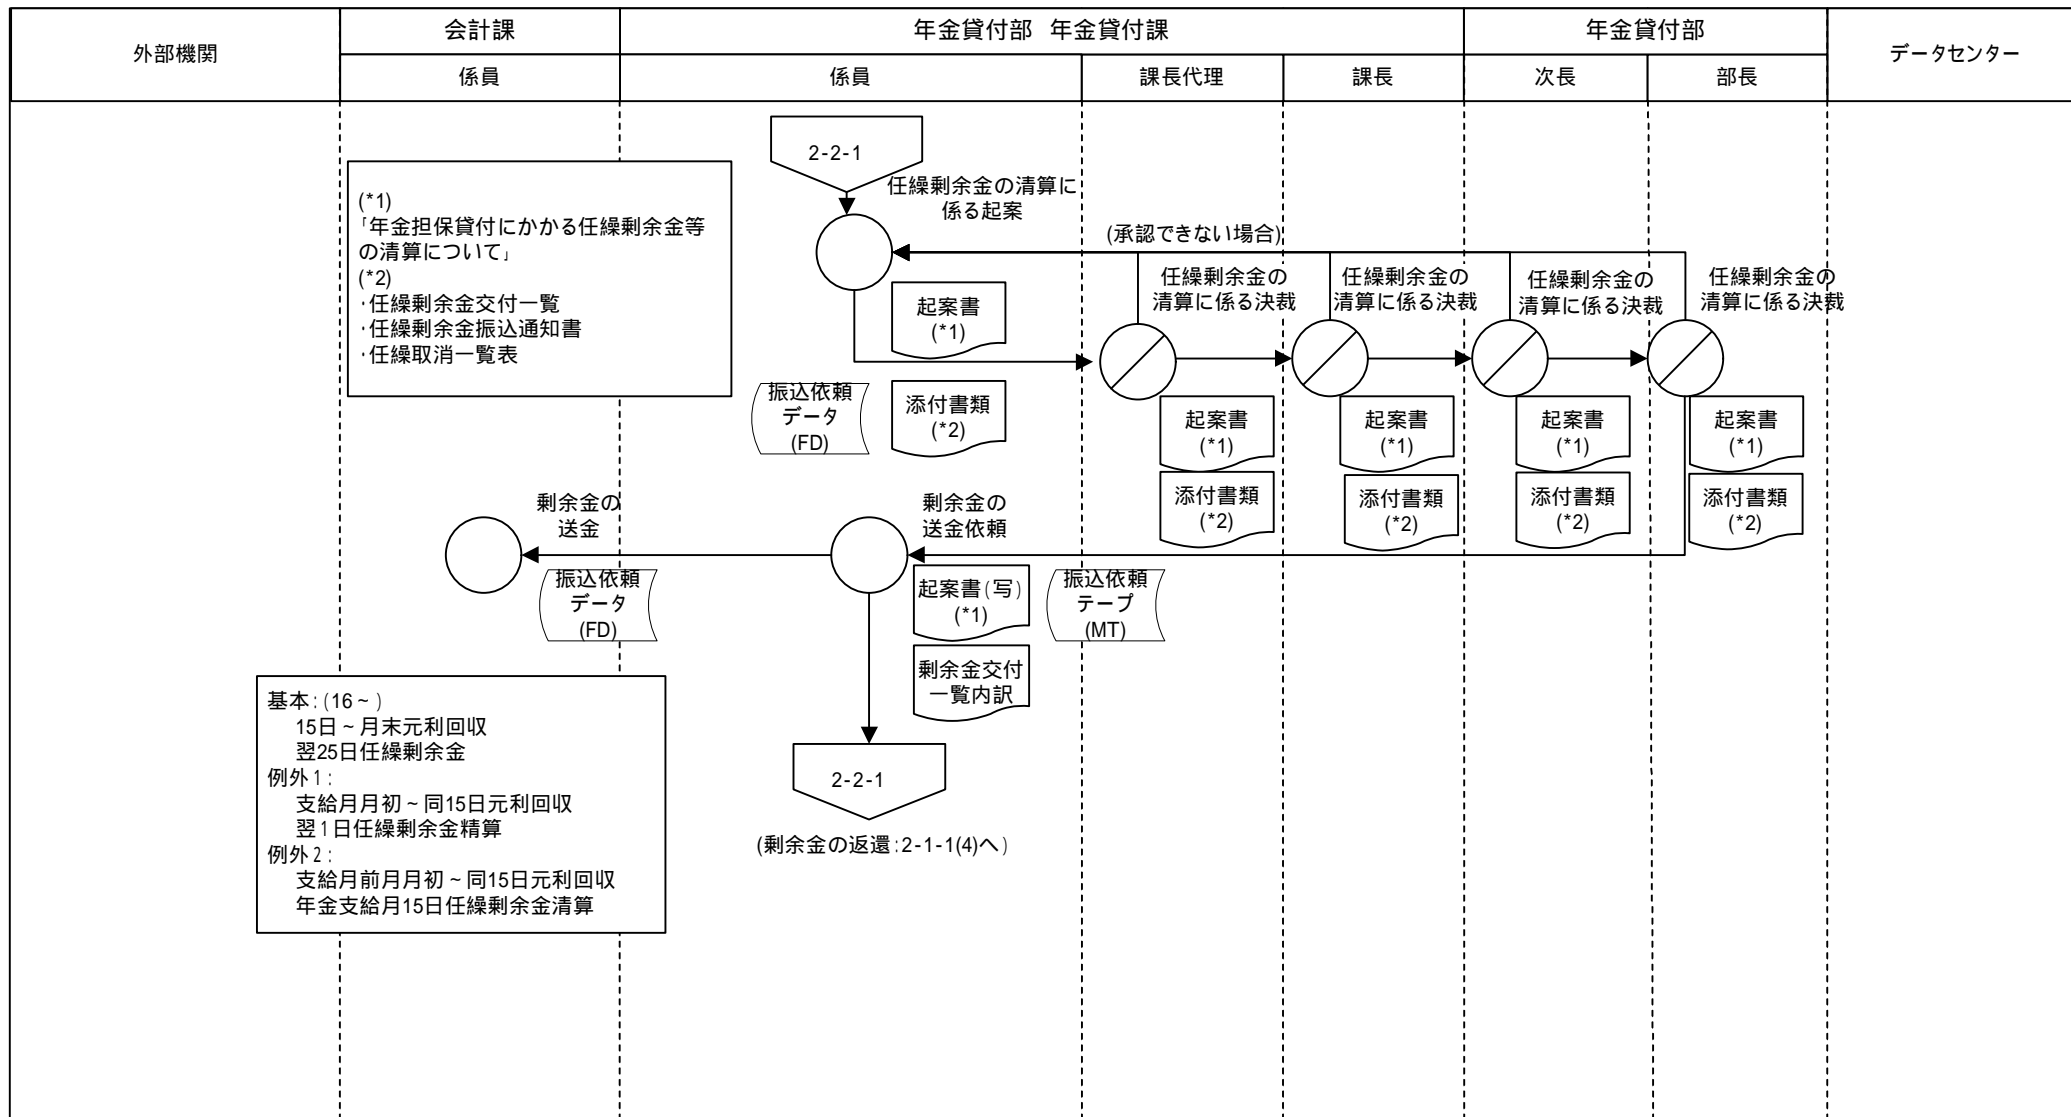 外部機関
会計課
年金貸付部 年金貸付課
年金貸付部
データセンター
係員
係員
課長代理
課長
次長
部長
2-2-1
任繰剰余金の清算に
係る起案
(*1)
「年金担保貸付にかかる任繰剰余金等
の清算について」
(*2)
・任繰剰余金交付一覧
・任繰剰余金振込通知書
・任繰取消一覧表
(承認できない場合)
任繰剰余金の
清算に係る決裁
任繰剰余金の
清算に係る決裁
任繰剰余金の
清算に係る決裁
任繰剰余金の
清算に係る決裁
起案書
(*1)
振込依頼
データ
(FD)
添付書類
(*2)
起案書
(*1)
起案書
(*1)
起案書
(*1)
起案書
(*1)
添付書類
(*2)
添付書類
(*2)
添付書類
(*2)
添付書類
(*2)
剰余金の
送金
剰余金の
送金依頼
振込依頼
データ
(FD)
起案書(写)
(*1)
振込依頼
テープ
(MT)
剰余金交付
一覧内訳
基本:(16~)
15日~月末元利回収
翌25日任繰剰余金
例外1:
支給月月初~同15日元利回収
翌1日任繰剰余金精算
例外2:
支給月前月月初~同15日元利回収
年金支給月15日任繰剰余金清算
2-2-1
(剰余金の返還:2-1-1(4)へ)